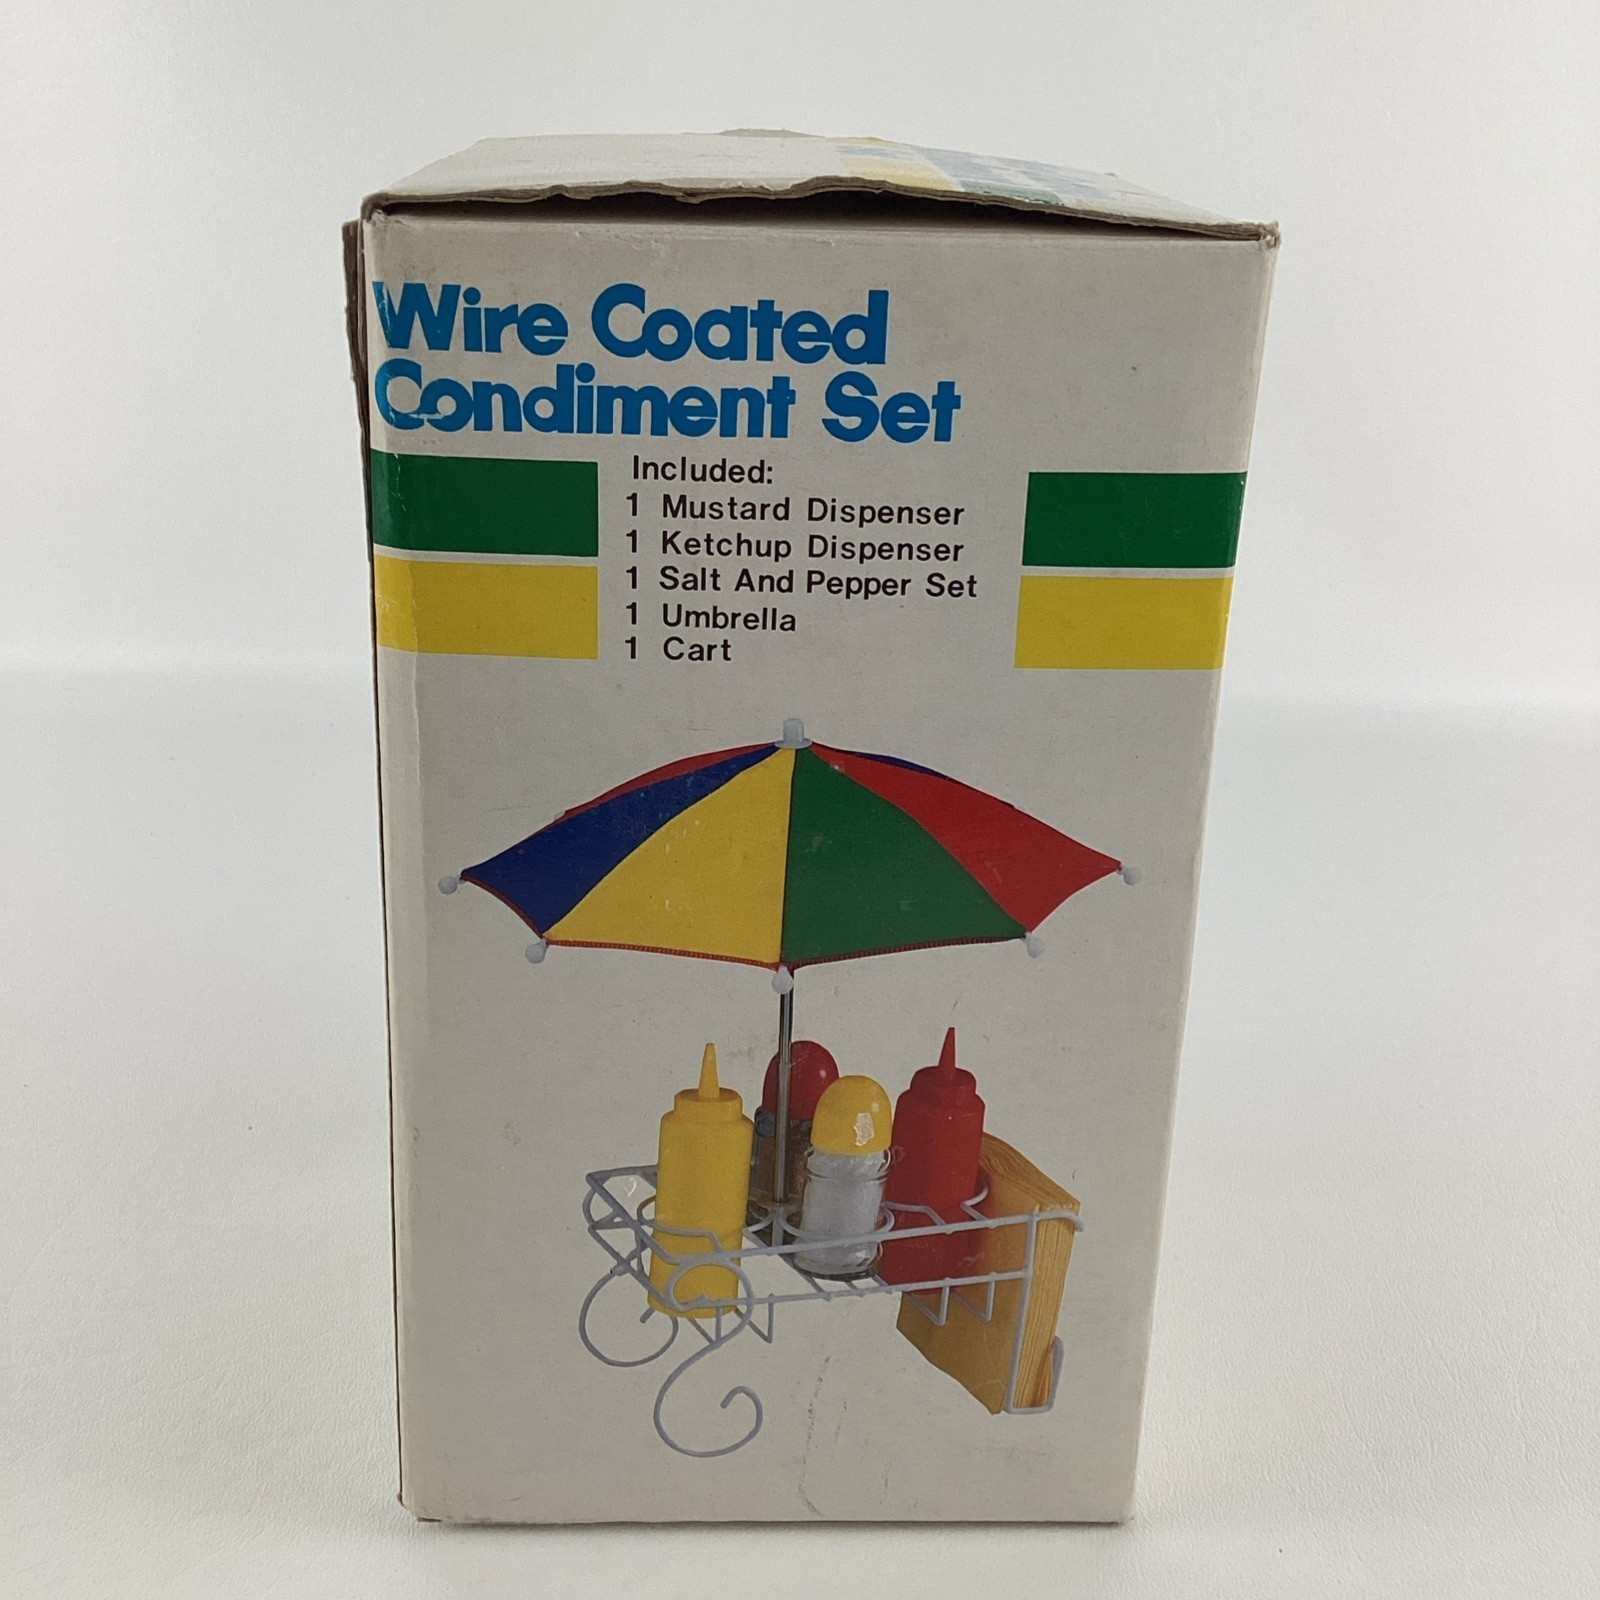 Wire Coated
Condiment Set
Included:
1 Mustard Dispenser
1 Ketchup Dispenser
1 Salt And Pepper Set
1 Umbrella
1 Cart